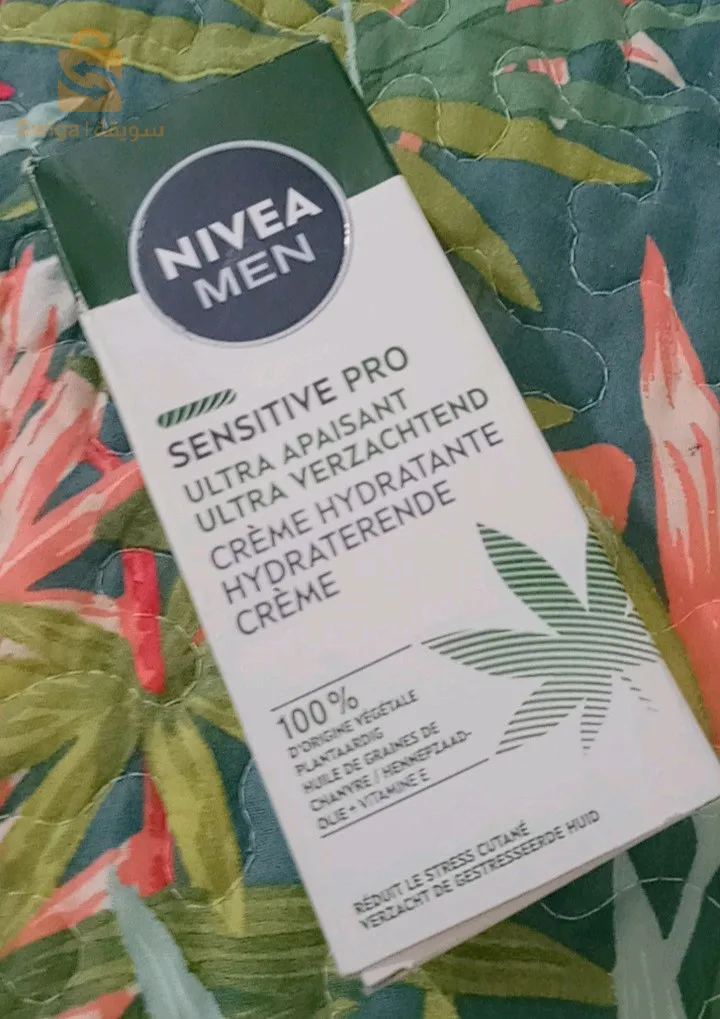 سويقة
NIVEA
MEN
SENSITIVE PRO
ULTRA APAISANT
ULTRA VERZACHTEND
CRÈME HYDRATANTE
HYDRATERENDE
CRÈME
100%
D'ORIGINE VÉGÉTALE
PLANTAARDIG
HUILE DE GRAINES DE
CHANVRE / HENNEPZAAD-
OLIE + VITAMINE E
RÉDUIT LE STRESS CUTANÉ
VERZACHT DE GESTRESSEERDE HUID